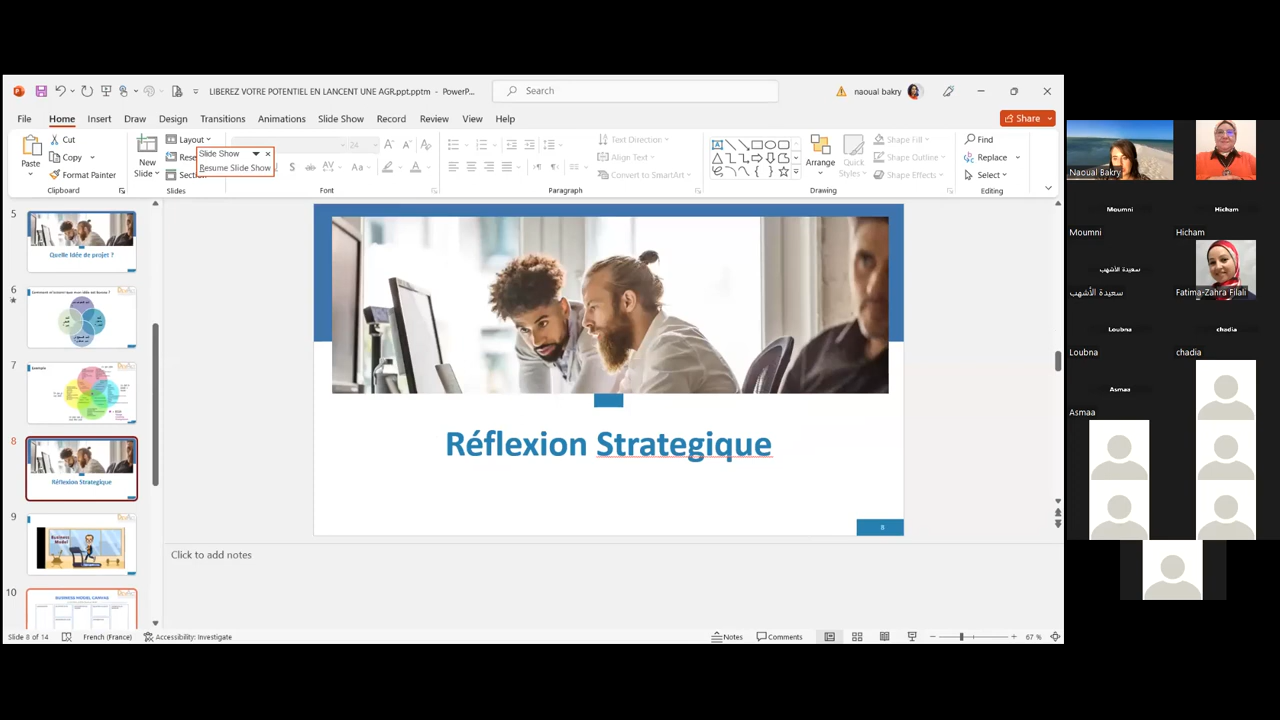 LIBEREZ VOTRE POTENTIEL EN LANCENT UNE AGR.ppt.pptm - PowerP...
Search
naoual bakry
File Home Insert Draw Design Transitions Animations Slide Show Record Review View Help
Share
Paste
Cut
Copy
Format Painter
Clipboard
New
Slide
Layout
Rese
Secti
Slides
Slide Show
Resume Slide Show
24
Font
Paragraph
Text Direction
Align Text
Convert to SmartArt
Arrange
Quick
Styles
Shape Fill
Shape Effects
Drawing
Find
Replace
Select
Editing
5
Quelle Idée de projet ?
6
7
Exemple
8
Réflexion Strategique
9
Business
Model
10
BUSINESS MODEL CANVAS
Réflexion Strategique
8
Click to add notes
Slide 8 of 14
French (France)
Accessibility: Investigate
Notes
Comments
67 %
Naoual Bakry
Moumni
Moumni
Hicham
Hicham
سعيدة الأشهب
سعيدة الأشهب
Fatima-Zahra Filali
Loubna
Loubna
chadia
chadia
Asmaa
Asmaa